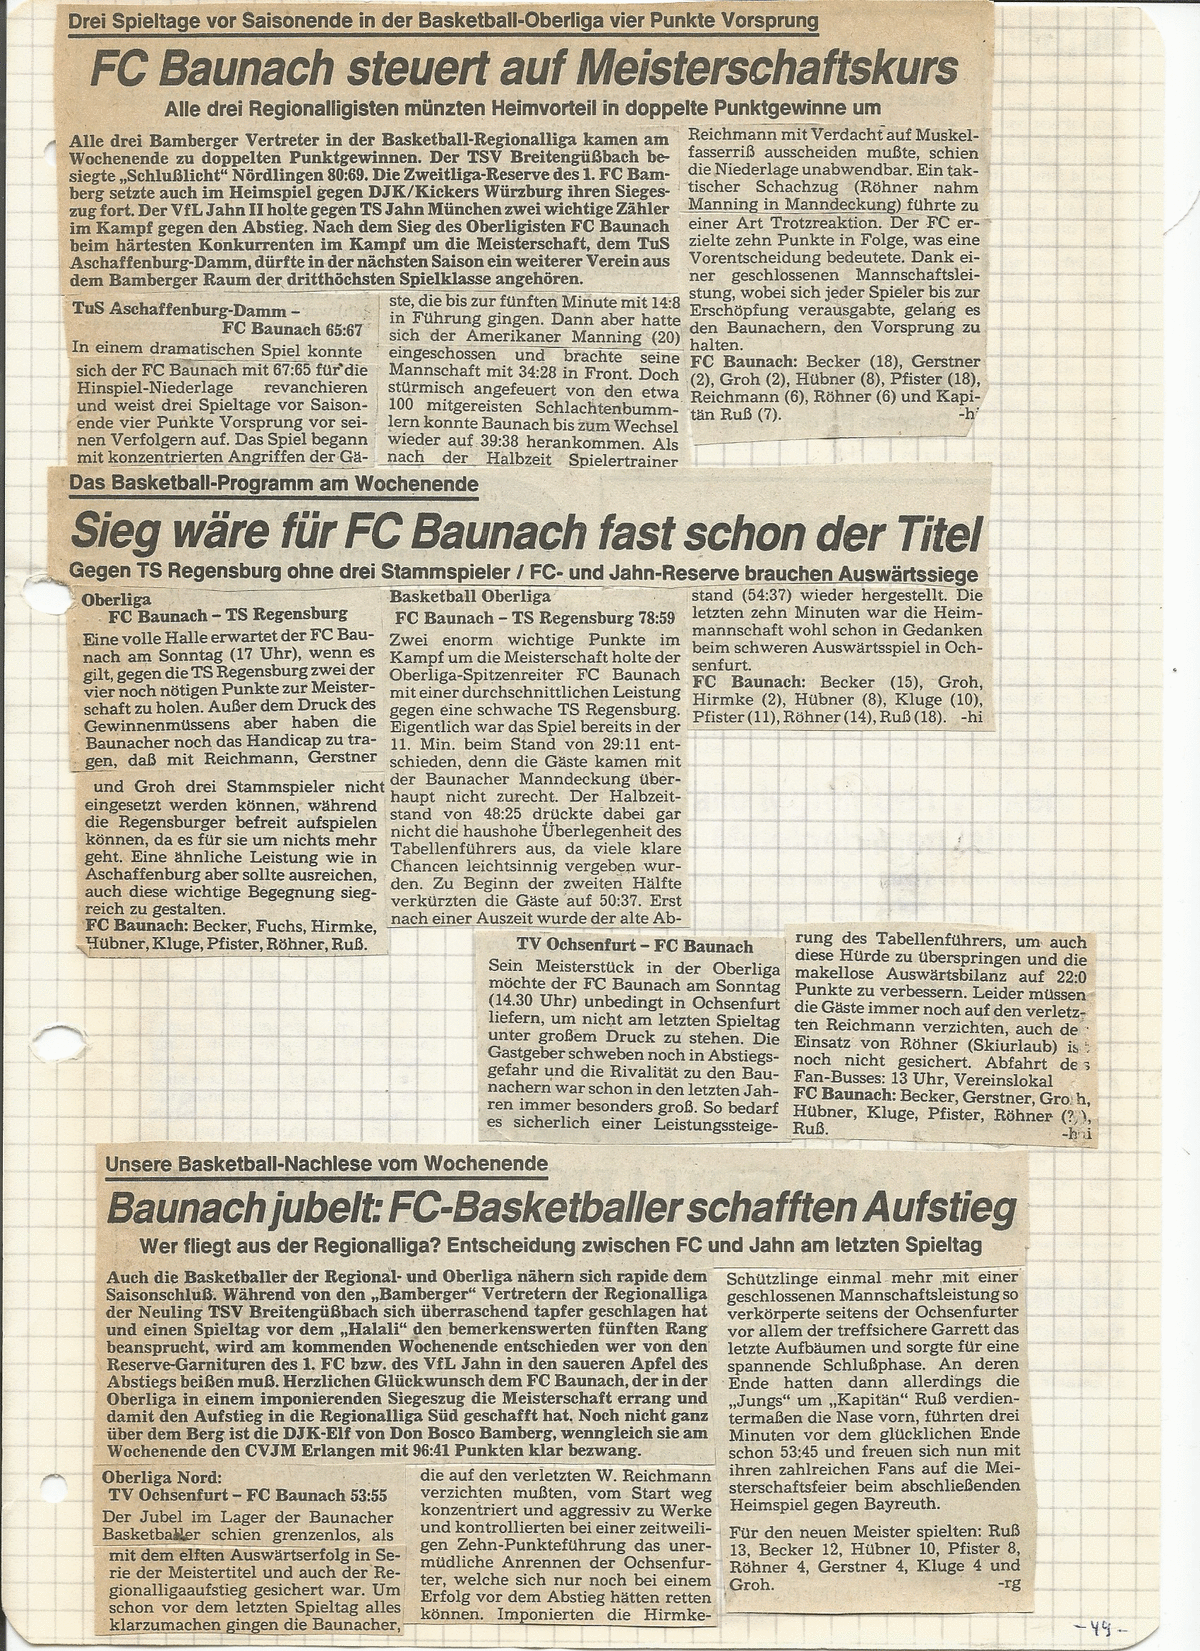 Drei Spieltage vor Saisonende in der Basketball-Oberliga vier Punkte Vorsprung
FC Baunach steuert auf Meisterschaftskurs
Alle drei Regionalligisten münzten Heimvorteil in doppelte Punktgewinne um
Alle drei Bamberger Vertreter in der Basketball-Regionalliga kamen am
Wochenende zu doppelten Punktgewinnen. Der TSV Breitengüßbach be-
siegte „Schlußlicht“ Nördlingen 80:69. Die Zweitliga-Reserve des 1. FC Bam-
berg setzte auch im Heimspiel gegen DJK/Kickers Würzburg ihren Sieges-
zug fort. Der VfL Jahn II holte gegen TS Jahn München zwei wichtige Zähler
im Kampf gegen den Abstieg. Nach dem Sieg des Oberligisten FC Baunach
beim härtesten Konkurrenten im Kampf um die Meisterschaft, dem TuS
Aschaffenburg-Damm, dürfte in der nächsten Saison ein weiterer Verein aus
dem Bamberger Raum der dritthöchsten Spielklasse angehören.
TuS Aschaffenburg-Damm –
FC Baunach 65:67
In einem dramatischen Spiel konnte
sich der FC Baunach mit 67:65 für die
Hinspiel-Niederlage revanchieren
und weist drei Spieltage vor Saison-
ende vier Punkte Vorsprung vor sei-
nen Verfolgern auf. Das Spiel begann
mit konzentrierten Angriffen der Gä-
ste, die bis zur fünften Minute mit 14:8
in Führung gingen. Dann aber hatte
sich der Amerikaner Manning (20)
eingeschossen und brachte seine
Mannschaft mit 34:28 in Front. Doch
stürmisch angefeuert von den etwa
100 mitgereisten Schlachtenbumm-
lern konnte Baunach bis zum Wechsel
wieder auf 39:38 herankommen. Als
nach der Halbzeit Spielertrainer
Reichmann mit Verdacht auf Muskel-
faserriß ausscheiden mußte, schien
die Niederlage unabwendbar. Ein tak-
tischer Schachzug (Röhner nahm
Manning in Manndeckung) führte zu
einer Art Trotzreaktion. Der FC er-
zielte zehn Punkte in Folge, was eine
Vorentscheidung bedeutete. Dank ei-
ner geschlossenen Mannschaftslei-
stung, wobei sich jeder Spieler bis zur
Erschöpfung verausgabte, gelang es
den Baunachern, den Vorsprung zu
halten.
FC Baunach: Becker (18), Gerstner
(2), Groh (2), Hübner (8), Pfister (18),
Reichmann (6), Röhner (6) und Kapi-
tän Ruß (7). -h
Das Basketball-Programm am Wochenende
Sieg wäre für FC Baunach fast schon der Titel
Gegen TS Regensburg ohne drei Stammspieler / FC- und Jahn-Reserve brauchen Auswärtssiege
Oberliga
FC Baunach – TS Regensburg
Eine volle Halle erwartet der FC Bau-
nach am Sonntag (17 Uhr), wenn es
gilt, gegen die TS Regensburg zwei der
vier noch nötigen Punkte zur Meister-
schaft zu holen. Außer dem Druck des
Gewinnenmüssens aber haben die
Baunacher noch das Handicap zu tra-
gen, daß mit Reichmann, Gerstner
und Groh drei Stammspieler nicht
eingesetzt werden können, während
die Regensburger befreit aufspielen
können, da es für sie um nichts mehr
geht. Eine ähnliche Leistung wie in
Aschaffenburg aber sollte ausreichen,
auch diese wichtige Begegnung sieg-
reich zu gestalten.
FC Baunach: Becker, Fuchs, Hirmke,
Hübner, Kluge, Pfister, Röhner, Ruß.
Basketball Oberliga
FC Baunach – TS Regensburg 78:59
Zwei enorm wichtige Punkte im
Kampf um die Meisterschaft holte der
Oberliga-Spitzenreiter FC Baunach
mit einer durchschnittlichen Leistung
gegen eine schwache TS Regensburg.
Eigentlich war das Spiel bereits in der
11. Min. beim Stand von 29:11 ent-
schieden, denn die Gäste kamen mit
der Baunacher Manndeckung über-
haupt nicht zurecht. Der Halbzeit-
stand von 48:25 drückte dabei gar
nicht die haushohe Überlegenheit des
Tabellenführers aus, da viele klare
Chancen leichtsinnig vergeben wur-
den. Zu Beginn der zweiten Hälfte
verkürzten die Gäste auf 50:37. Erst
nach einer Auszeit wurde der alte Ab-
stand (54:37) wieder hergestellt. Die
letzten zehn Minuten war die Heim-
mannschaft wohl schon in Gedanken
beim schweren Auswärtsspiel in Och-
senfurt.
FC Baunach: Becker (15), Groh,
Hirmke (2), Hübner (8), Kluge (10),
Pfister (11), Röhner (14), Ruß (18). -hi
TV Ochsenfurt – FC Baunach
Sein Meisterstück in der Oberliga
möchte der FC Baunach am Sonntag
(14.30 Uhr) unbedingt in Ochsenfurt
liefern, um nicht am letzten Spieltag
unter großem Druck zu stehen. Die
Gastgeber schweben noch in Abstiegs-
gefahr und die Rivalität zu den Bau-
nachern war schon in den letzten Jah-
ren immer besonders groß. So bedarf
es sicherlich einer Leistungssteige-
rung des Tabellenführers, um auch
diese Hürde zu überspringen und die
makellose Auswärtsbilanz auf 22:0
Punkte zu verbessern. Leider müssen
die Gäste immer noch auf den verletz-
ten Reichmann verzichten, auch de
Einsatz von Röhner (Skiurlaub) is
noch nicht gesichert. Abfahrt des
Fan-Busses: 13 Uhr, Vereinslokal
FC Baunach: Becker, Gerstner, Groh,
Hübner, Kluge, Pfister, Röhner (?),
Ruß. -hi
Unsere Basketball-Nachlese vom Wochenende
Baunach jubelt: FC-Basketballer schafften Aufstieg
Wer fliegt aus der Regionalliga? Entscheidung zwischen FC und Jahn am letzten Spieltag
Auch die Basketballer der Regional- und Oberliga nähern sich rapide dem
Saisonschluß. Während von den „Bamberger“ Vertretern der Regionalliga
der Neuling TSV Breitengüßbach sich überraschend tapfer geschlagen hat
und einen Spieltag vor dem „Halali“ den bemerkenswerten fünften Rang
beansprucht, wird am kommenden Wochenende entschieden wer von den
Reserve-Garnituren des 1. FC bzw. des VfL Jahn in den saueren Apfel des
Abstiegs beißen muß. Herzlichen Glückwunsch dem FC Baunach, der in der
Oberliga in einem imponierenden Siegeszug die Meisterschaft errang und
damit den Aufstieg in die Regionalliga Süd geschafft hat. Noch nicht ganz
über dem Berg ist die DJK-Elf von Don Bosco Bamberg, wenngleich sie am
Wochenende den CVJM Erlangen mit 96:41 Punkten klar bezwang.
Oberliga Nord:
TV Ochsenfurt – FC Baunach 53:55
Der Jubel im Lager der Baunacher
Basketballer schien grenzenlos, als
mit dem elften Auswärtserfolg in Se-
rie der Meistertitel und auch der Re-
gionalligaaufstieg gesichert war. Um
schon vor dem letzten Spieltag alles
klarzumachen gingen die Baunacher,
die auf den verletzten W. Reichmann
verzichten mußten, vom Start weg
konzentriert und aggressiv zu Werke
und kontrollierten bei einer zeitweili-
gen Zehn-Punkteführung das uner-
müdliche Anrennen der Ochsenfur-
ter, welche sich nur noch bei einem
Erfolg vor dem Abstieg hätten retten
können. Imponierten die Hirmke-
Schützlinge einmal mehr mit einer
geschlossenen Mannschaftsleistung so
verkörperte seitens der Ochsenfurter
vor allem der treffsichere Garrett das
letzte Aufbäumen und sorgte für eine
spannende Schlußphase. An deren
Ende hatten dann allerdings die
„Jungs“ um „Kapitän“ Ruß verdien-
termaßen die Nase vorn, führten drei
Minuten vor dem glücklichen Ende
schon 53:45 und freuen sich nun mit
ihren zahlreichen Fans auf die Mei-
sterschaftsfeier beim abschließenden
Heimspiel gegen Bayreuth.
Für den neuen Meister spielten: Ruß
13, Becker 12, Hübner 10, Pfister 8,
Röhner 4, Gerstner 4, Kluge 4 und
Groh. -rg